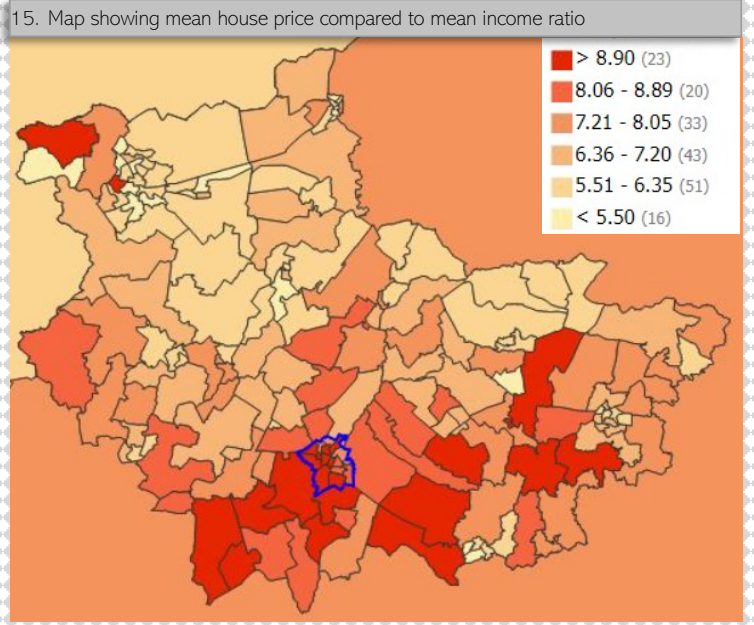 15. Map showing mean house price compared to mean income ratio
> 8.90 (23)
8.06 - 8.89 (20)
7.21 - 8.05 (33)
6.36 - 7.20 (43)
5.51 - 6.35 (51)
< 5.50 (16)